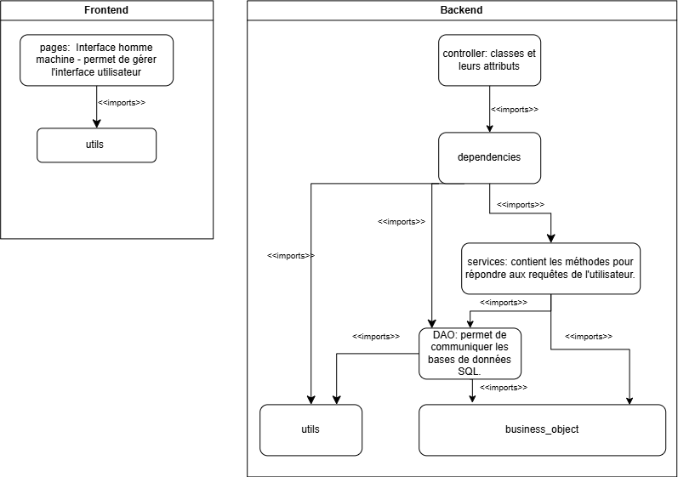 Frontend
pages:  Interface homme
machine - permet de gérer
l'interface utilisateur
<<imports>>
utils
Backend
controller: classes et
leurs attributs
<<imports>>
dependencies
<<imports>>
<<imports>>
<<imports>>
services: contient les méthodes pour
répondre aux requêtes de l'utilisateur.
<<imports>>
DAO: permet de
communiquer les
bases de données
SQL.
<<imports>>
<<imports>>
<<imports>>
utils
business_object